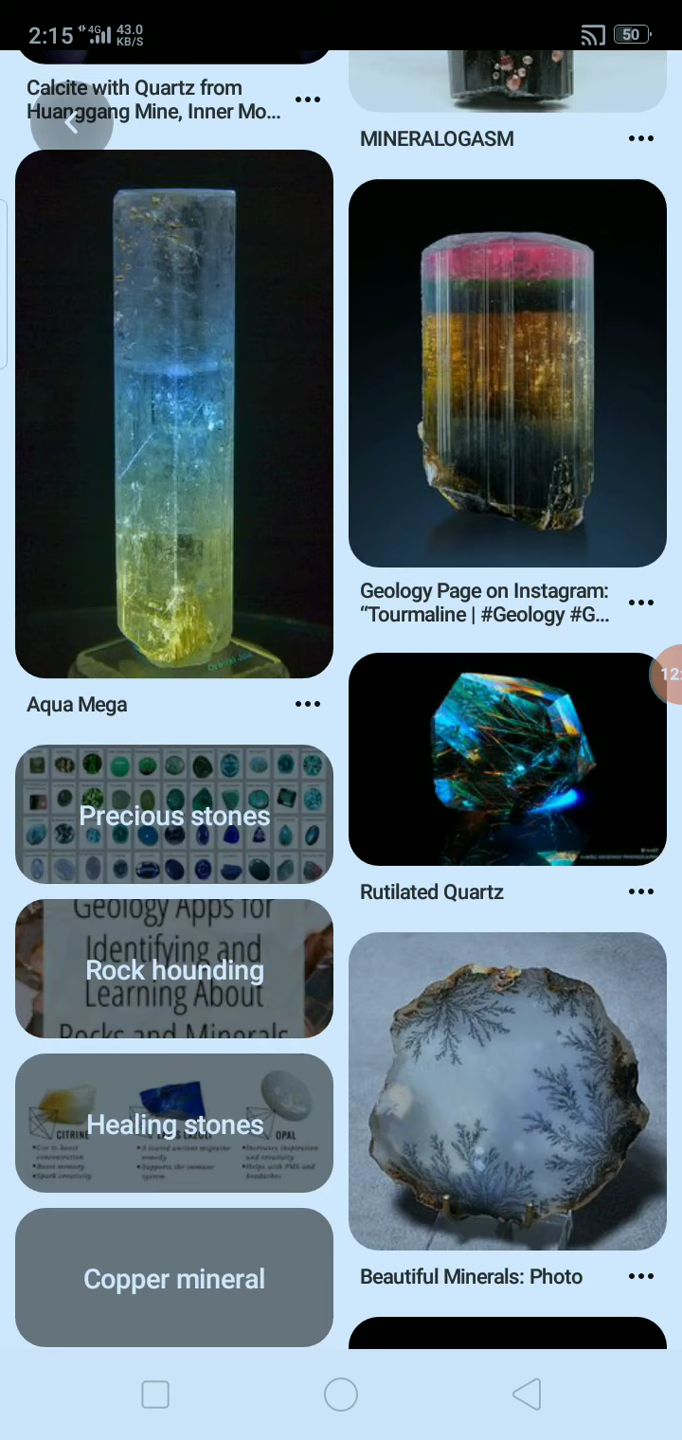 2:15
4G
43.0
KB/S
50
Calcite with Quartz from
Huanggang Mine, Inner Mo...
Aqua Mega
Precious stones
Geology Apps for
Identifying and
Learning About
Rocks and Minerals
Rock hounding
CITRINE
OPAL
Healing stones
Copper mineral
MINERALOGASM
Geology Page on Instagram:
“Tourmaline | #Geology #G...
12:
Rutilated Quartz
Beautiful Minerals: Photo